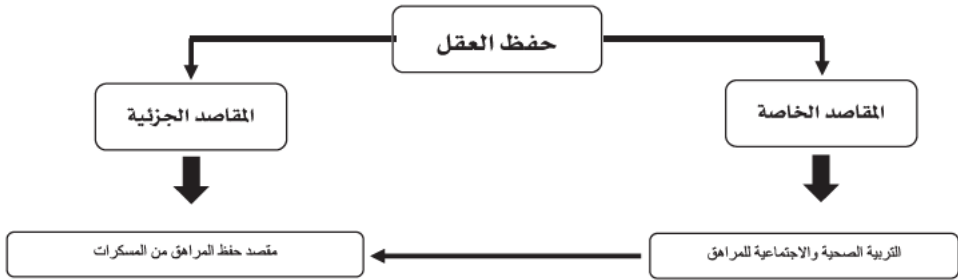 حفظ العقل
المقاصد الخاصة
المقاصد الجزئية
التربية الصحية والاجتماعية للمراهق
مقصد حفظ المراهق من المسكرات